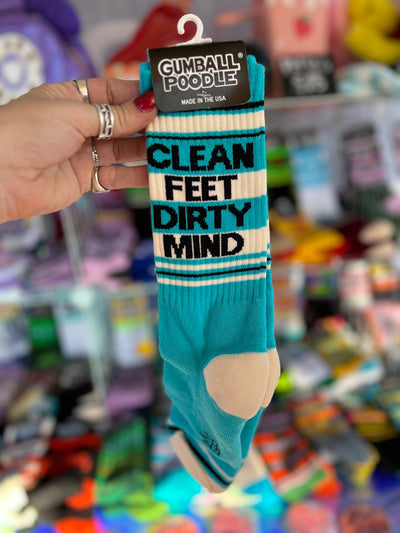 GUMBALL
POODLE®
MADE IN THE USA
CLEAN
FEET
DIRTY
MIND